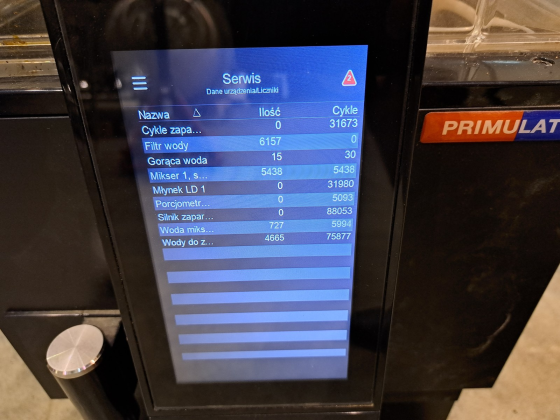 Serwis
Dane urządzenia/Liczniki
Nazwa △ Ilość Cykle
Cykle zapa... 0 31673
Filtr wody 6157 0
Gorąca woda 15 30
Mikser 1, s... 5438 5438
Młynek LD 1 0 31980
Porcjometr... 0 5093
Silnik zapar... 0 88053
Woda miks... 727 5994
Wody do z... 4665 75877
PRIMULAT